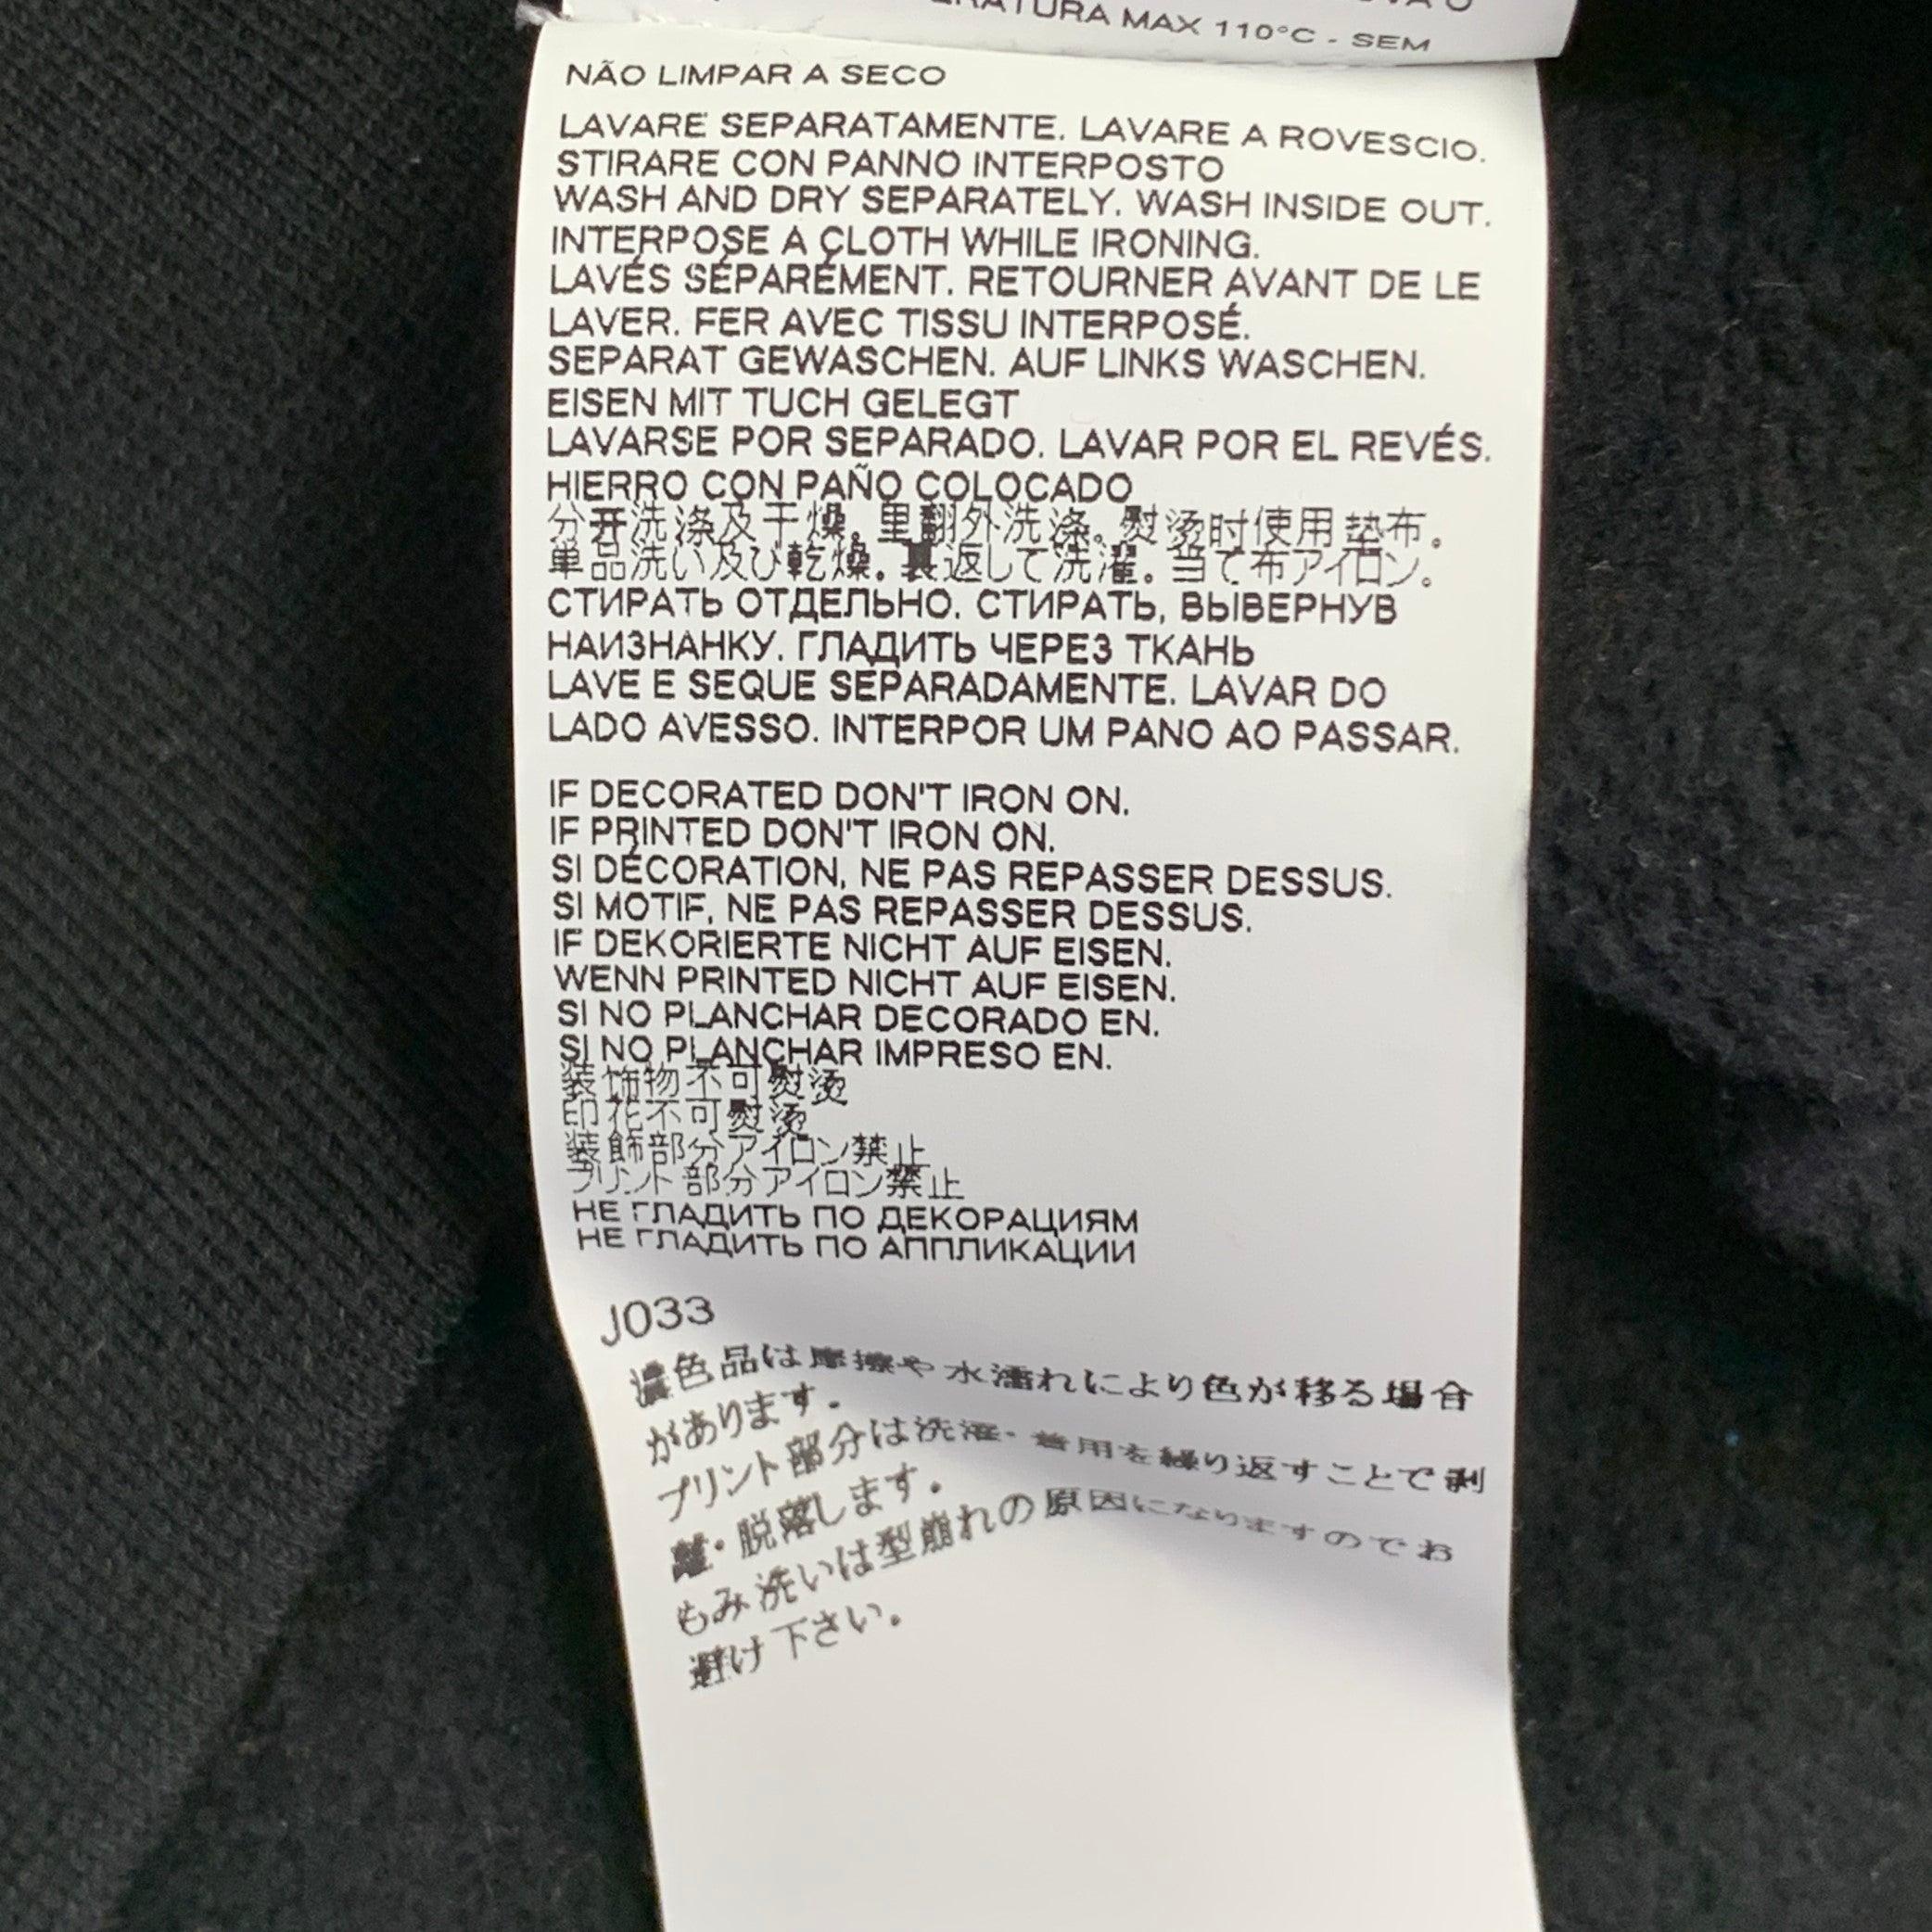 TURA MAX 110°C - SEM
NÃO LIMPAR A SECO
LAVARE SEPARATAMENTE. LAVARE A ROVESCIO.
STIRARE CON PANNO INTERPOSTO
WASH AND DRY SEPARATELY. WASH INSIDE OUT.
INTERPOSE A CLOTH WHILE IRONING.
LAVÉS SÉPARÉMENT. RETOURNER AVANT DE LE
LAVER. FER AVEC TISSU INTERPOSÉ.
SEPARAT GEWASCHEN. AUF LINKS WASCHEN.
EISEN MIT TUCH GELEGT
LAVARSE POR SEPARADO. LAVAR POR EL REVÉS.
HIERRO CON PAÑO COLOCADO
分开洗涤及干燥。里翻外洗涤。熨烫时使用垫布。
単品洗い及び乾燥。裏返して洗濯。当て布アイロン。
СТИРАТЬ ОТДЕЛЬНО. СТИРАТЬ, ВЫВЕРНУВ
НАИЗНАНКУ. ГЛАДИТЬ ЧЕРЕЗ ТКАНЬ
LAVE E SEQUE SEPARADAMENTE. LAVAR DO
LADO AVESSO. INTERPOR UM PANO AO PASSAR.
IF DECORATED DON'T IRON ON.
IF PRINTED DON'T IRON ON.
SI DÉCORATION, NE PAS REPASSER DESSUS.
SI MOTIF, NE PAS REPASSER DESSUS.
IF DEKORIERTE NICHT AUF EISEN.
WENN PRINTED NICHT AUF EISEN.
SI NO PLANCHAR DECORADO EN.
SI NO PLANCHAR IMPRESO EN.
装饰物不可熨烫
印花不可熨烫
装飾部分アイロン禁止
プリント部分アイロン禁止
НЕ ГЛАДИТЬ ПО ДЕКОРАЦИЯМ
НЕ ГЛАДИТЬ ПО АППЛИКАЦИИ
J033
濃色品は摩擦や水濡れにより色が移る場合
があります。
プリント部分は洗濯・着用を繰り返すことで剥
離・脱落します。
もみ洗いは型崩れの原因になりますのでお
避け下さい。